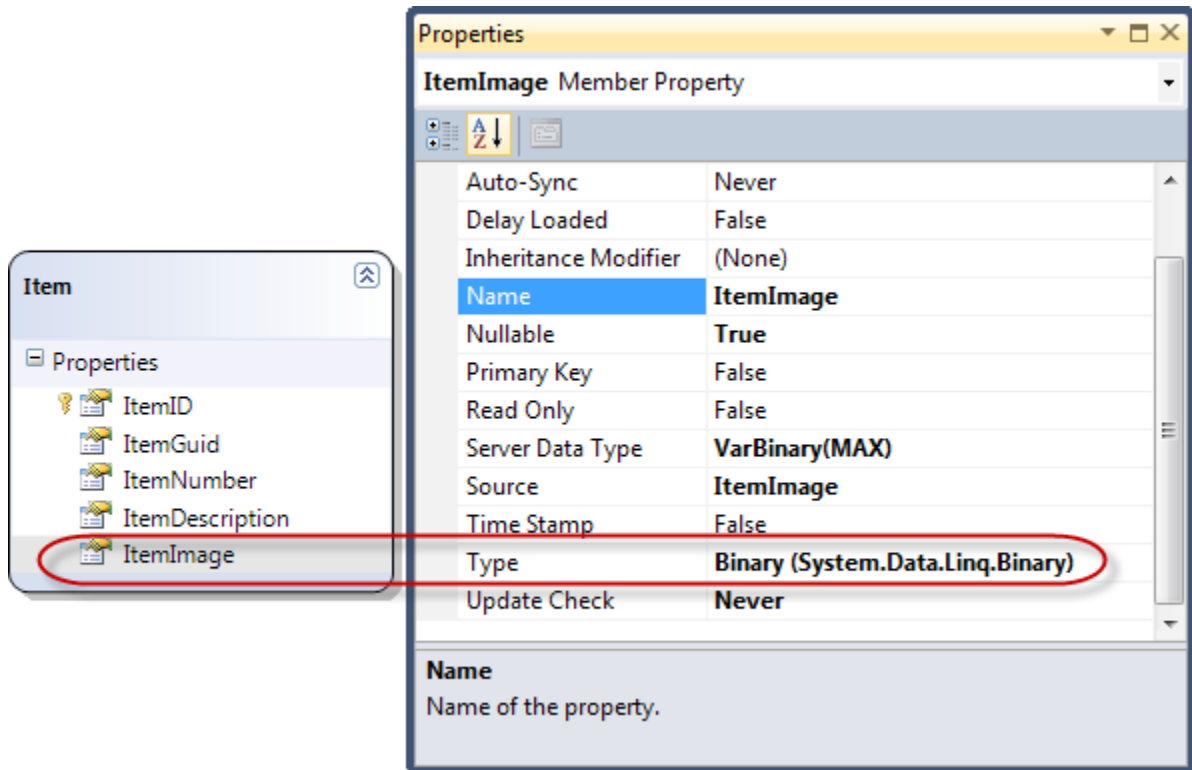 Item
Properties
ItemID
ItemGuid
ItemNumber
ItemDescription
ItemImage
Properties
ItemImage Member Property
A
Z
Auto-Sync Never
Delay Loaded False
Inheritance Modifier (None)
Name ItemImage
Nullable True
Primary Key False
Read Only False
Server Data Type VarBinary(MAX)
Source ItemImage
Time Stamp False
Type Binary (System.Data.Linq.Binary)
Update Check Never
Name
Name of the property.